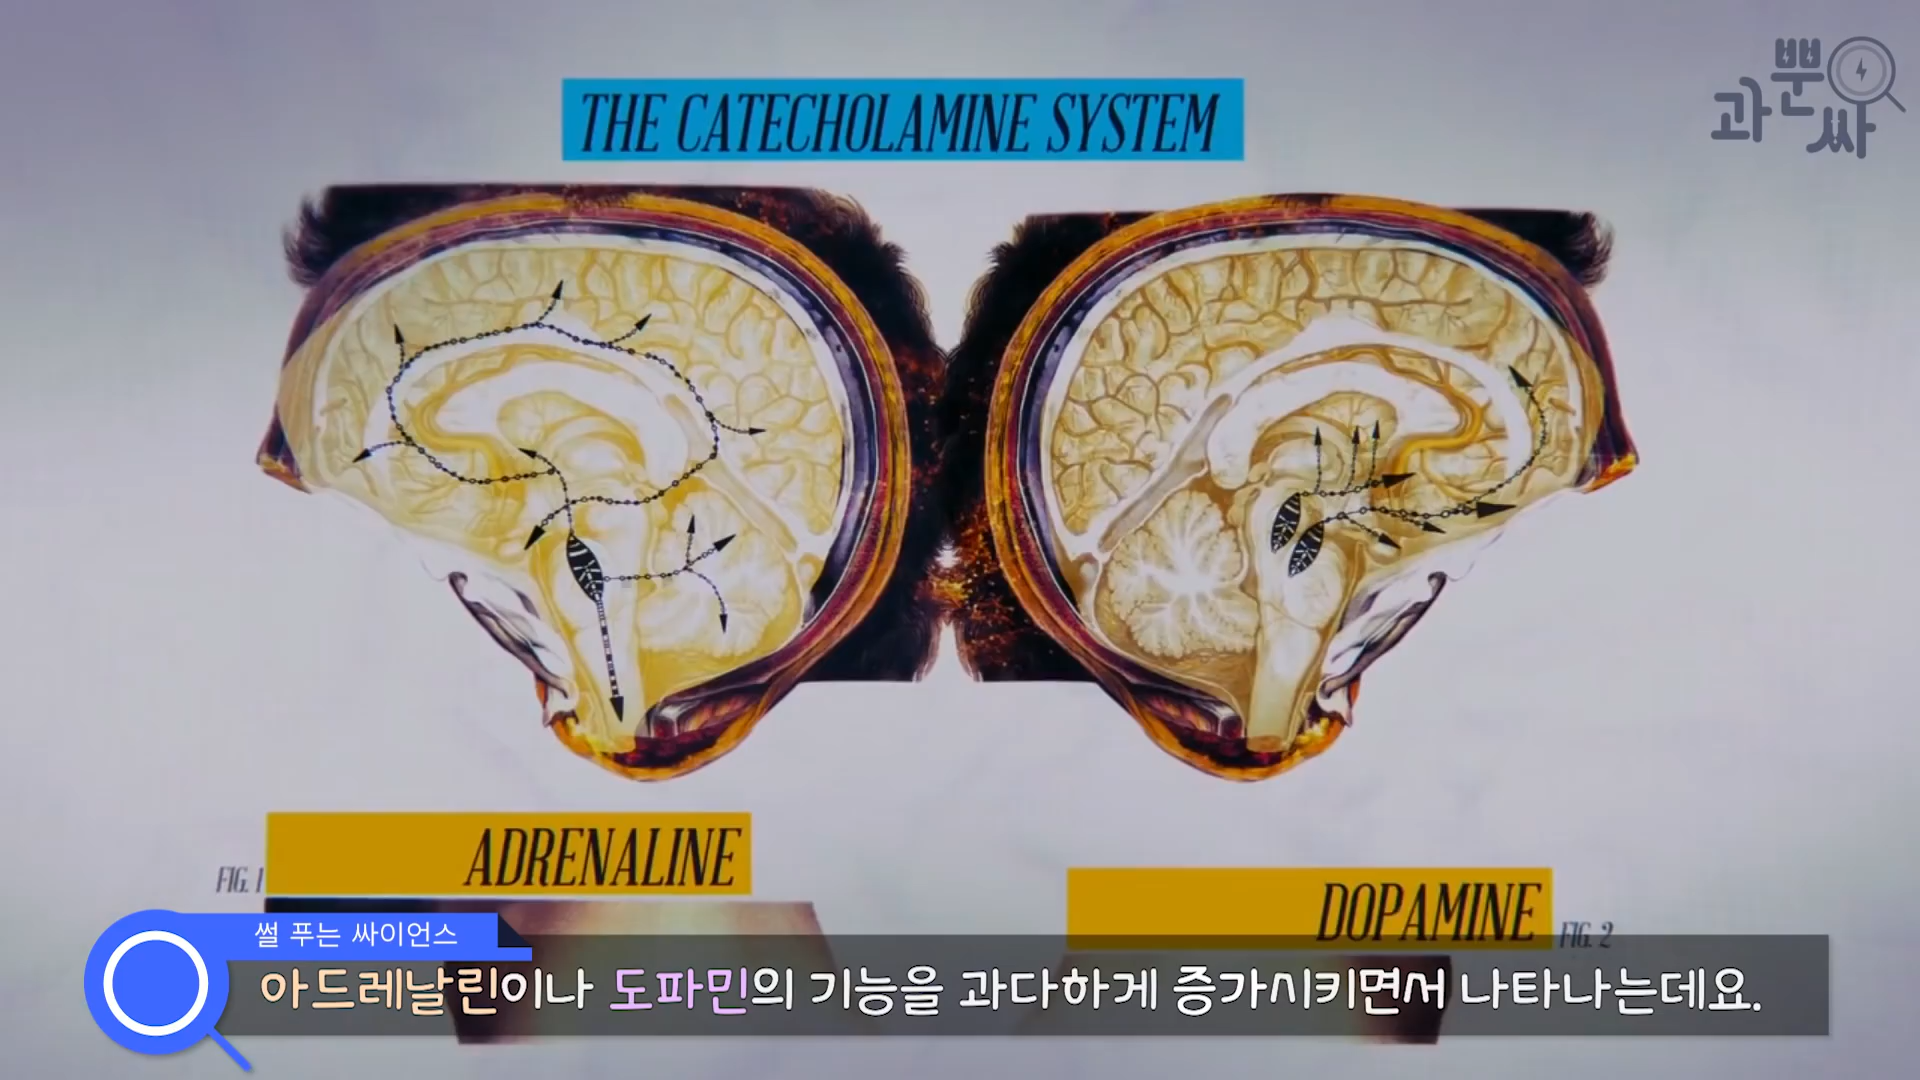 과뿐싸
THE CATECHOLAMINE SYSTEM
FIG. 1
ADRENALINE
DOPAMINE
FIG. 2
썰 푸는 싸이언스
아드레날린이나 도파민의 기능을 과다하게 증가시키면서 나타나는데요.